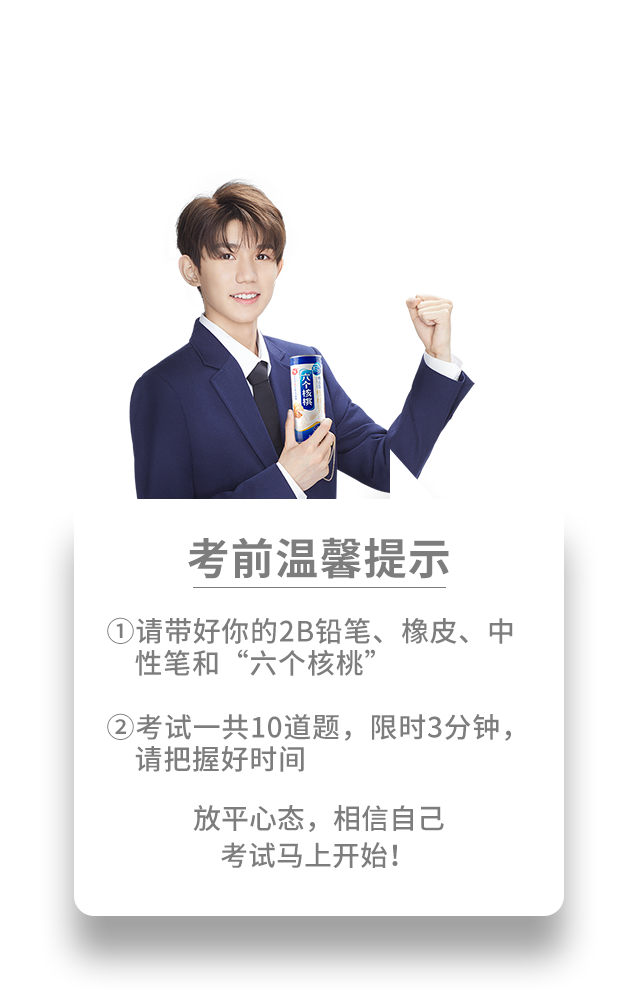 六个核桃
考前温馨提示
①请带好你的2B铅笔、橡皮、中
性笔和“六个核桃”
②考试一共10道题，限时3分钟，
请把握好时间
放平心态，相信自己
考试马上开始！